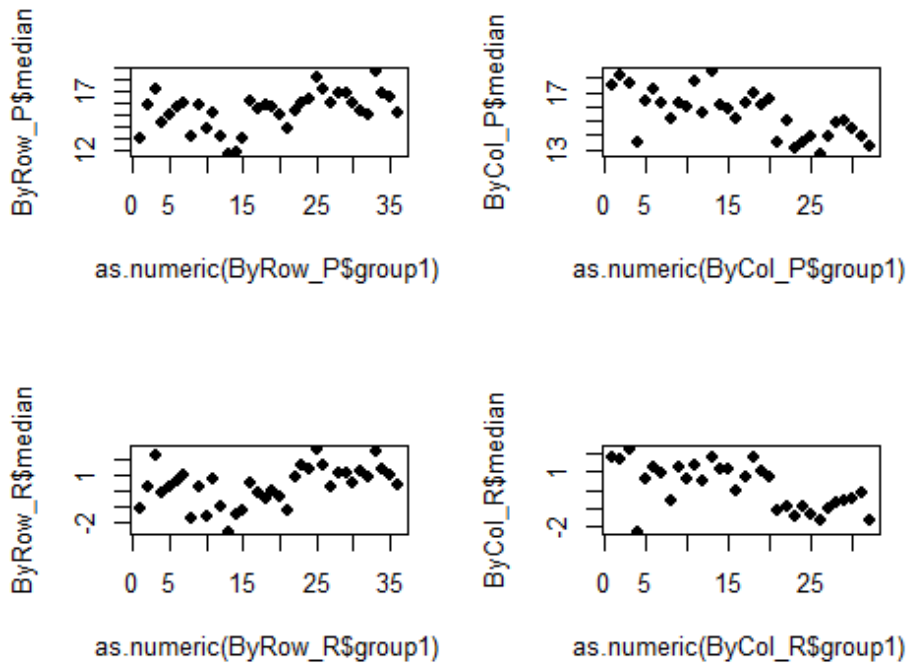 ByRow_P$median
17
12
0 5 15 25 35
as.numeric(ByRow_P$group1)
ByCol_P$median
17
13
0 5 15 25
as.numeric(ByCol_P$group1)
ByRow_R$median
1
-2
0 5 15 25 35
as.numeric(ByRow_R$group1)
ByCol_R$median
1
-2
0 5 15 25
as.numeric(ByCol_R$group1)